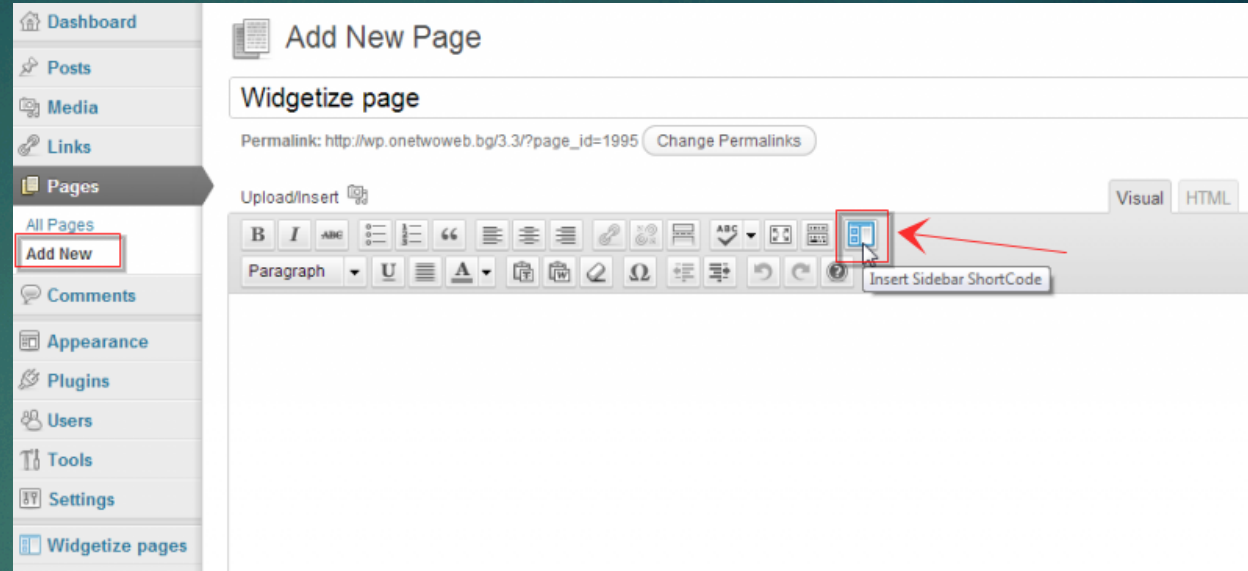 Dashboard
Posts
Media
Links
Pages
All Pages
Add New
Comments
Appearance
Plugins
Users
Tools
Settings
Widgetize pages
Add New Page
Widgetize page
Permalink: http://wp.onetwoweb.bg/3.3/?page_id=1995 Change Permalinks
Upload/Insert
Visual HTML
B I ABC ABC
Paragraph U A Ω
Insert Sidebar ShortCode